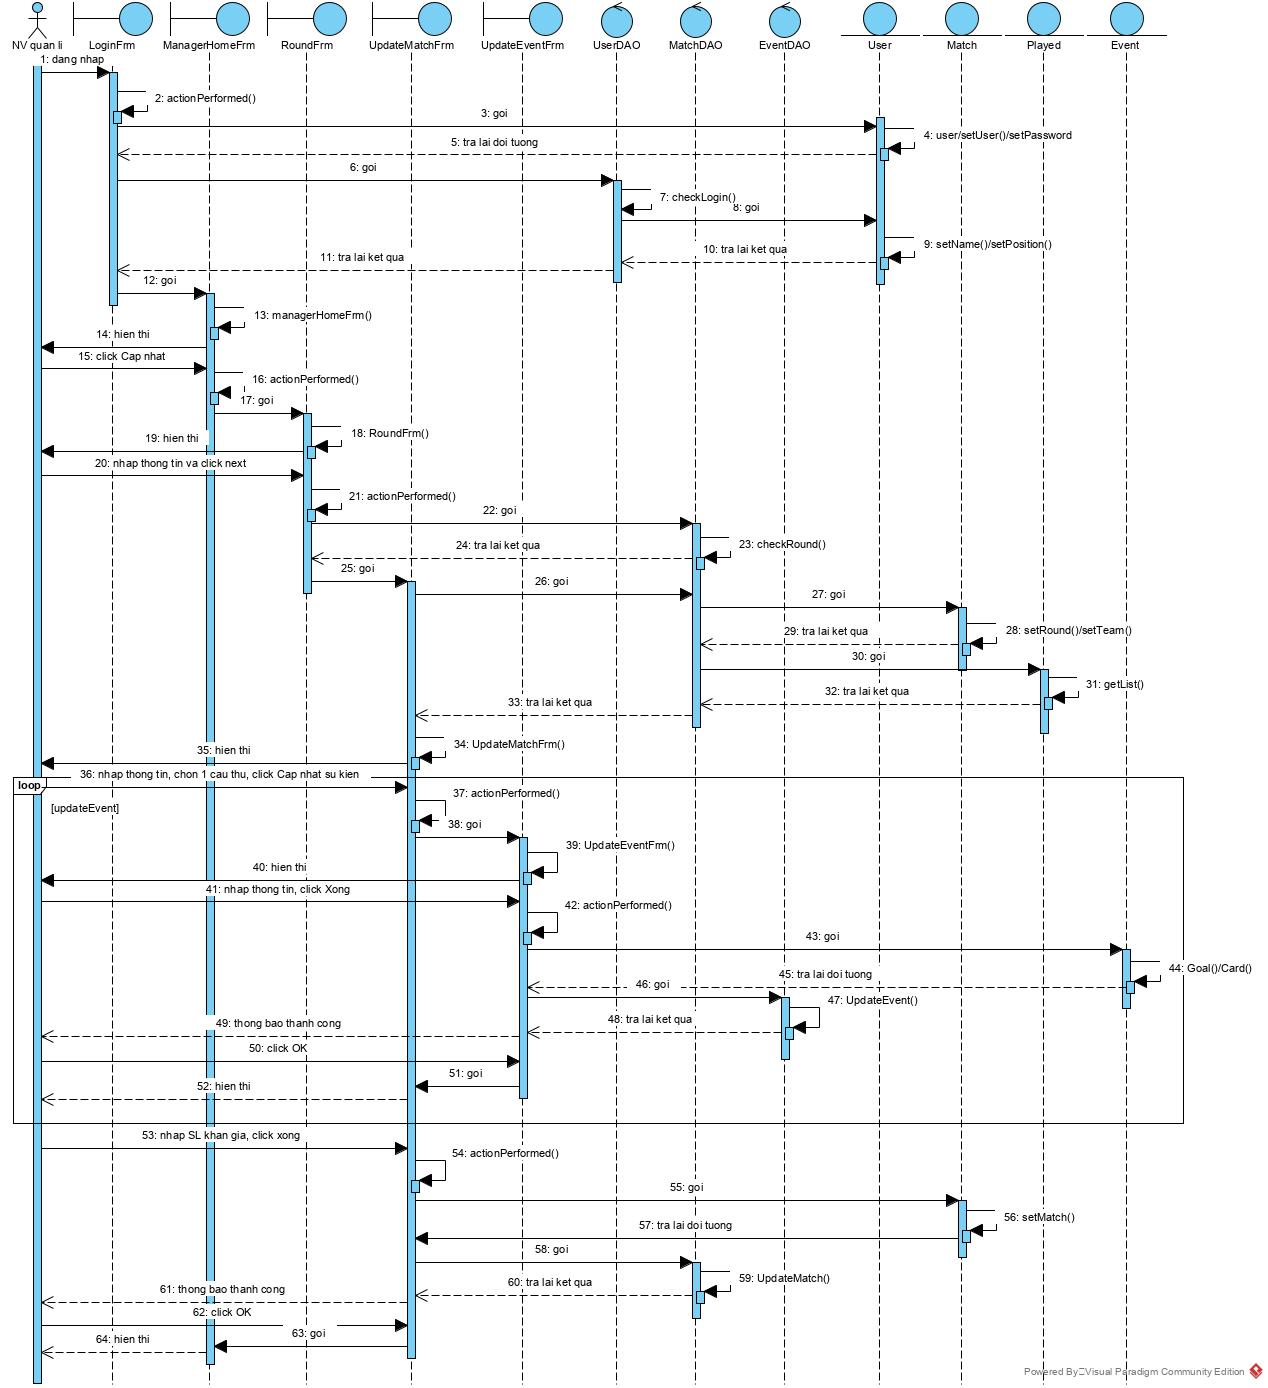 NV quan li
LoginFrm
ManagerHomeFrm
RoundFrm
UpdateMatchFrm
UpdateEventFrm
UserDAO
MatchDAO
EventDAO
User
Match
Played
Event
1: dang nhap
2: actionPerformed()
3: goi
4: user/setUser()/setPassword
5: tra lai doi tuong
6: goi
7: checkLogin()
8: goi
9: setName()/setPosition()
10: tra lai ket qua
11: tra lai ket qua
12: goi
13: managerHomeFrm()
14: hien thi
15: click Cap nhat
16: actionPerformed()
17: goi
18: RoundFrm()
19: hien thi
20: nhap thong tin va click next
21: actionPerformed()
22: goi
23: checkRound()
24: tra lai ket qua
25: goi
26: goi
27: goi
28: setRound()/setTeam()
29: tra lai ket qua
30: goi
31: getList()
32: tra lai ket qua
33: tra lai ket qua
34: UpdateMatchFrm()
35: hien thi
36: nhap thong tin, chon 1 cau thu, click Cap nhat su kien
loop
[updateEvent]
37: actionPerformed()
38: goi
39: UpdateEventFrm()
40: hien thi
41: nhap thong tin, click Xong
42: actionPerformed()
43: goi
44: Goal()/Card()
45: tra lai doi tuong
46: goi
47: UpdateEvent()
48: tra lai ket qua
49: thong bao thanh cong
50: click OK
51: goi
52: hien thi
53: nhap SL khan gia, click xong
54: actionPerformed()
55: goi
56: setMatch()
57: tra lai doi tuong
58: goi
59: UpdateMatch()
60: tra lai ket qua
61: thong bao thanh cong
62: click OK
63: goi
64: hien thi
Powered By Visual Paradigm Community Edition